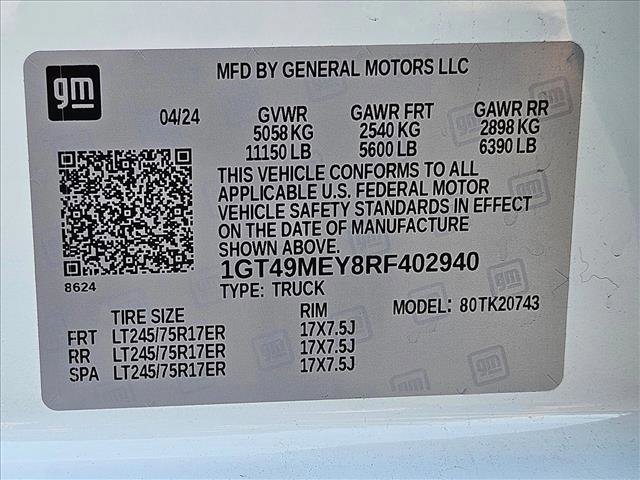 gm
MFD BY GENERAL MOTORS LLC
04/24 GVWR GAWR FRT GAWR RR
5058 KG 2540 KG 2898 KG
11150 LB 5600 LB 6390 LB
THIS VEHICLE CONFORMS TO ALL
APPLICABLE U.S. FEDERAL MOTOR
VEHICLE SAFETY STANDARDS IN EFFECT
ON THE DATE OF MANUFACTURE
SHOWN ABOVE.
8624
1GT49MEY8RF402940
TYPE: TRUCK MODEL: 80TK20743
TIRE SIZE RIM
FRT LT245/75R17ER 17X7.5J
RR LT245/75R17ER 17X7.5J
SPA LT245/75R17ER 17X7.5J